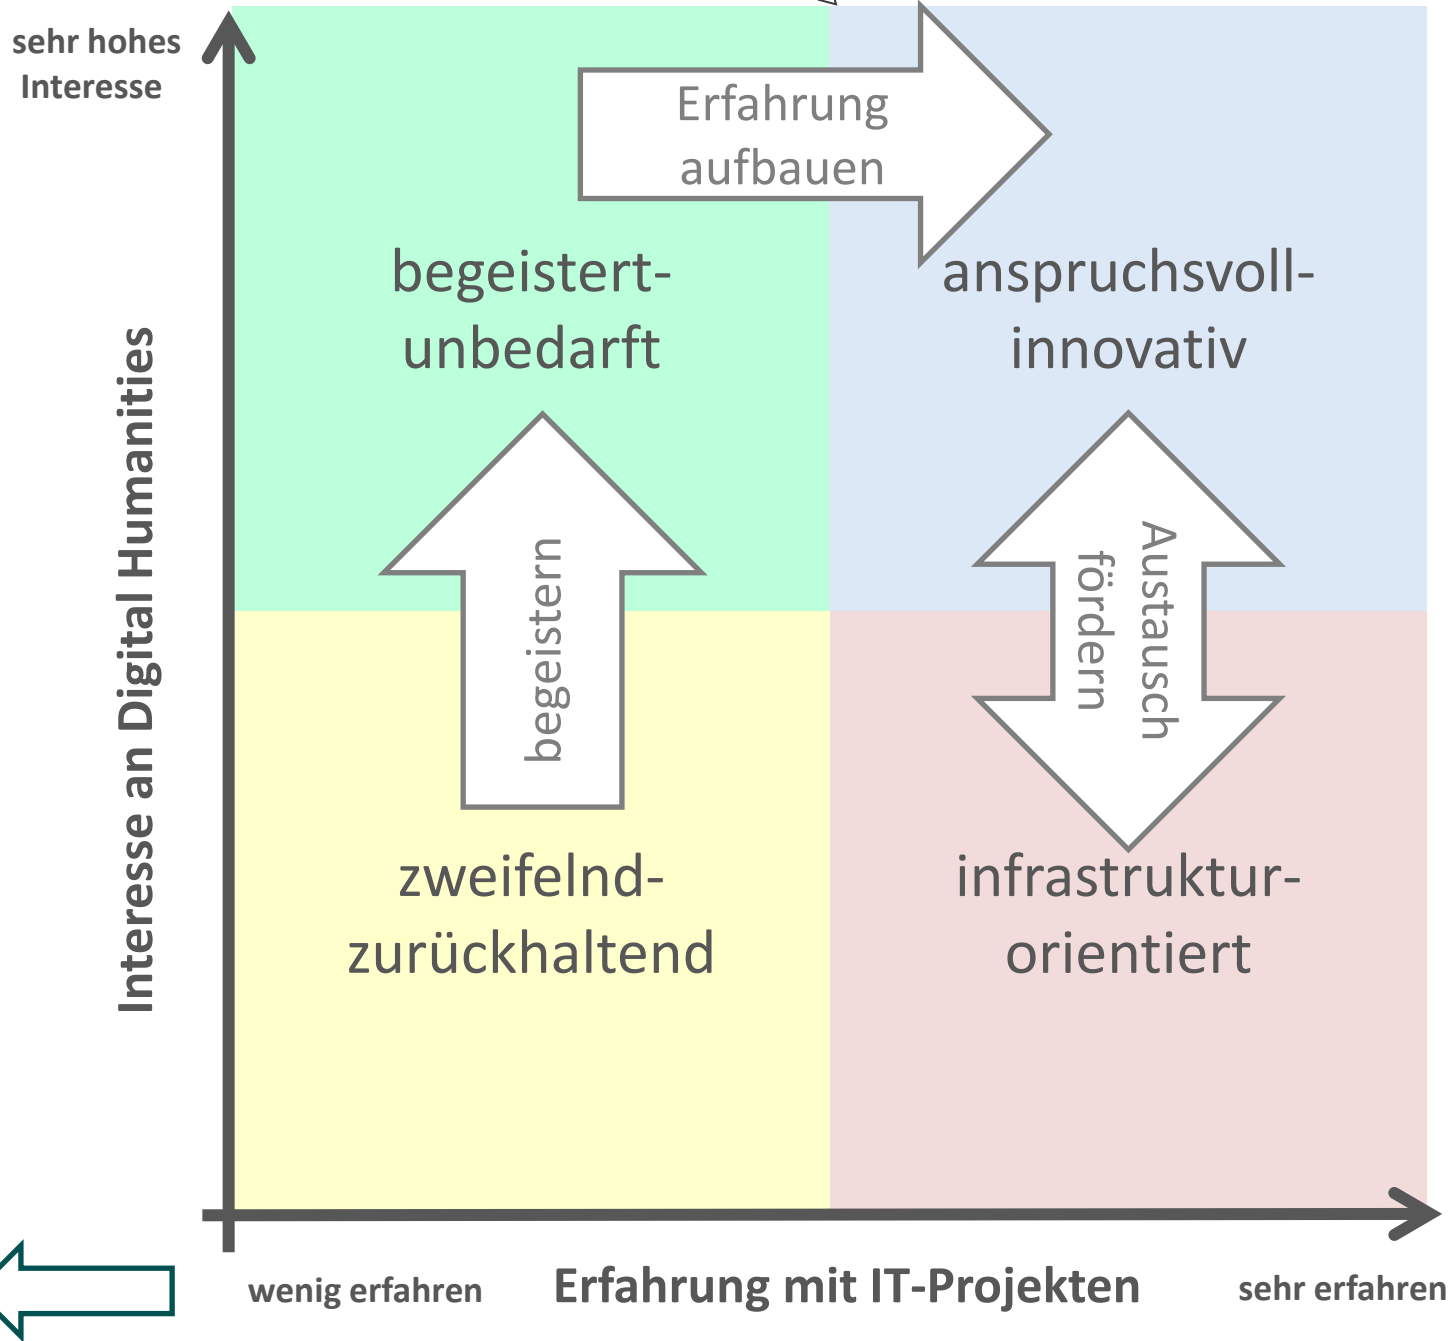 sehr hohes
Interesse
Erfahrung
aufbauen
begeistert-
unbedarft
anspruchsvoll-
innovativ
Interesse an Digital Humanities
begeistern
Austausch
fördern
zweifelnd-
zurückhaltend
infrastruktur-
orientiert
wenig erfahren
Erfahrung mit IT-Projekten
sehr erfahren